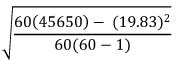 √((60(45650) − (19.83)²) / (60(60 − 1)))